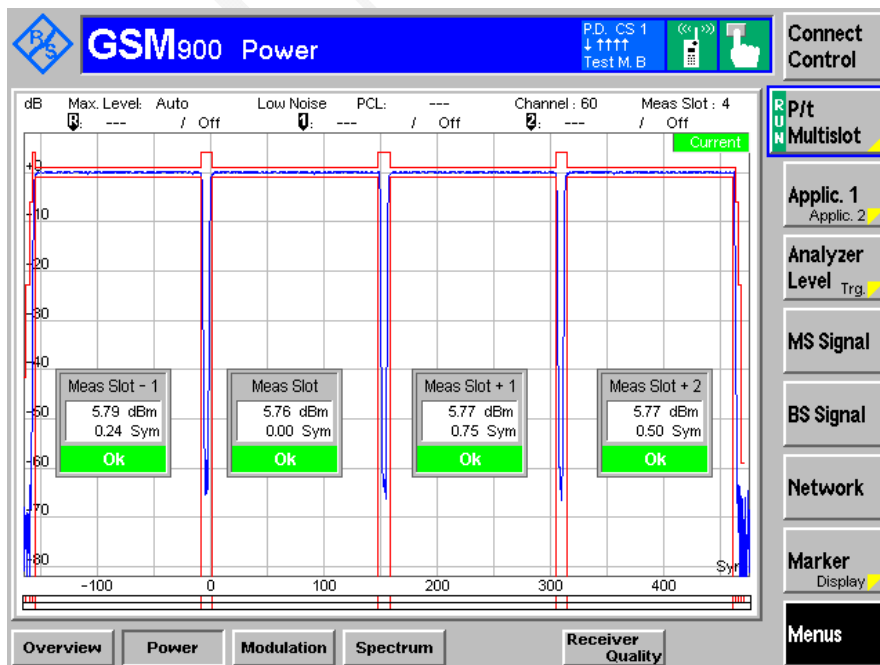 R/S
GSM900 Power
P.D. CS 1
↓ ↑↑↑↑
Test M. B
Connect
Control
dB Max. Level: Auto Low Noise PCL: --- Channel : 60 Meas Slot : 4
R: --- / Off 1: --- / Off 2: --- / Off
Current
RUN
P/t
Multislot
Applic. 1
Applic. 2
Analyzer
Level Trg.
MS Signal
BS Signal
Network
Marker
Display
Menus
+0
-10
-20
-30
-40
-50
-60
-70
-80
Meas Slot - 1
5.79 dBm
0.24 Sym
Ok
Meas Slot
5.76 dBm
0.00 Sym
Ok
Meas Slot + 1
5.77 dBm
0.75 Sym
Ok
Meas Slot + 2
5.77 dBm
0.50 Sym
Ok
Sym
-100 0 100 200 300 400
Overview Power Modulation Spectrum Receiver
Quality